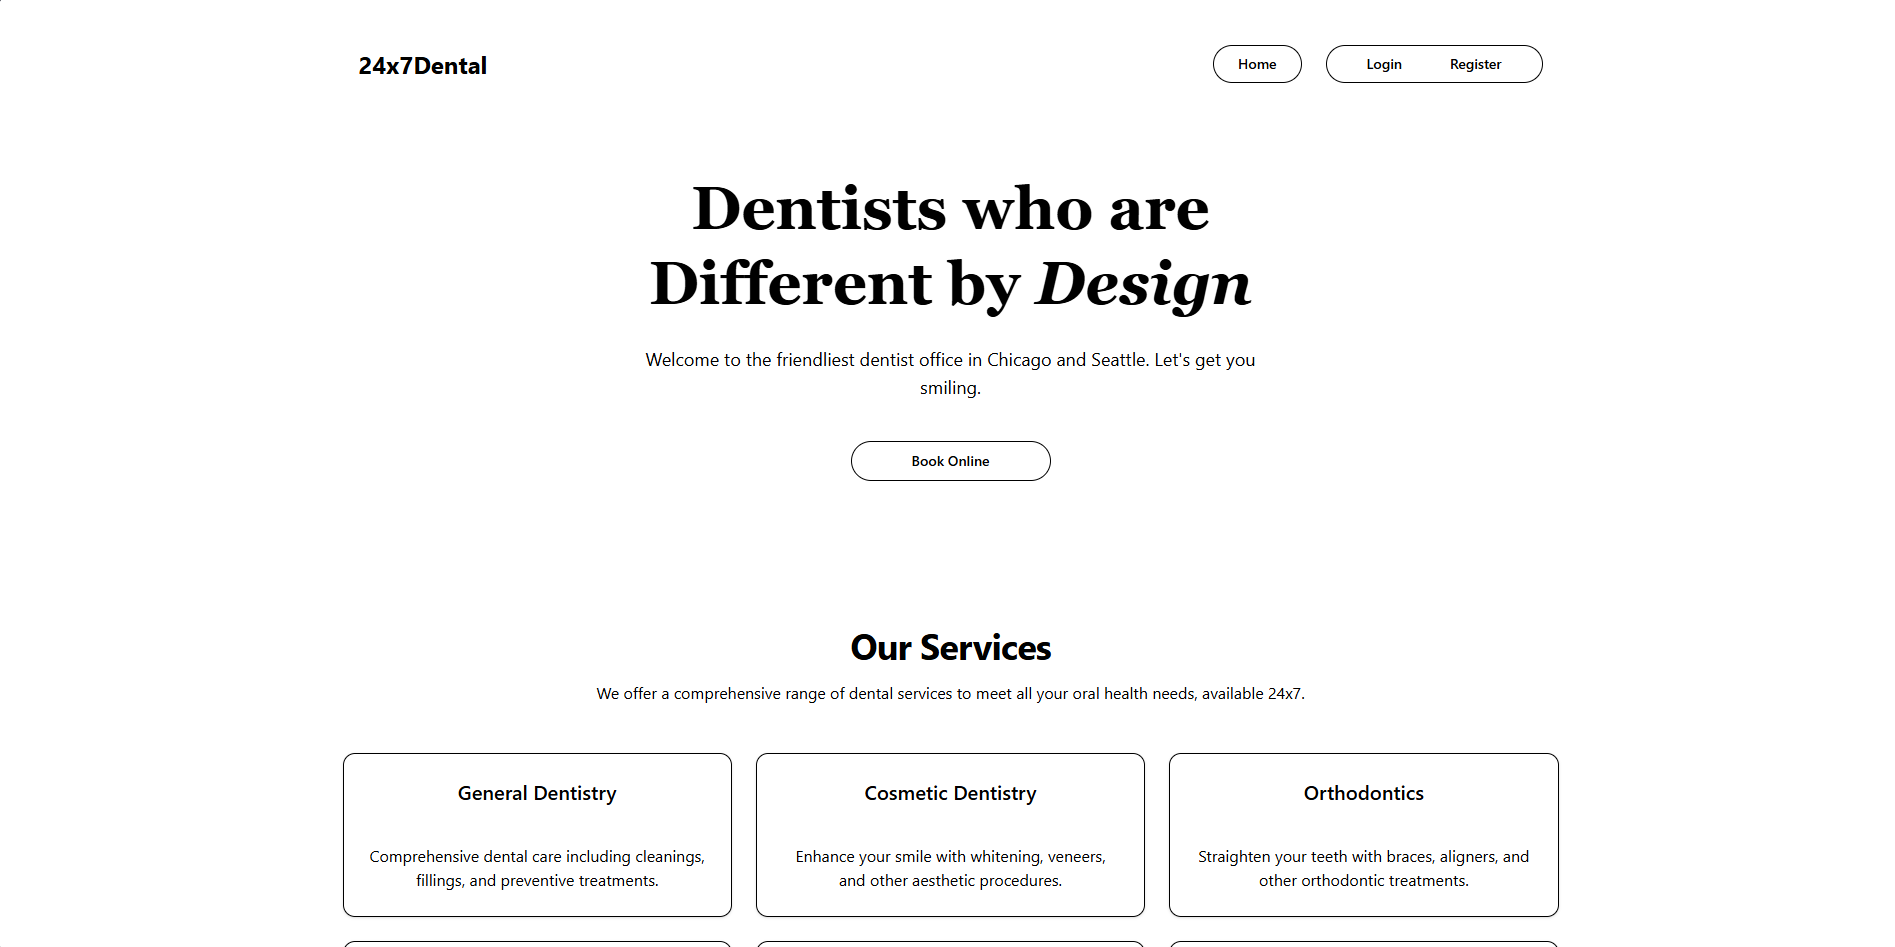 24x7Dental
Home
Login
Register
Dentists who are
Different by Design
Welcome to the friendliest dentist office in Chicago and Seattle. Let's get you
smiling.
Book Online
Our Services
We offer a comprehensive range of dental services to meet all your oral health needs, available 24x7.
General Dentistry
Comprehensive dental care including cleanings,
fillings, and preventive treatments.
Cosmetic Dentistry
Enhance your smile with whitening, veneers,
and other aesthetic procedures.
Orthodontics
Straighten your teeth with braces, aligners, and
other orthodontic treatments.